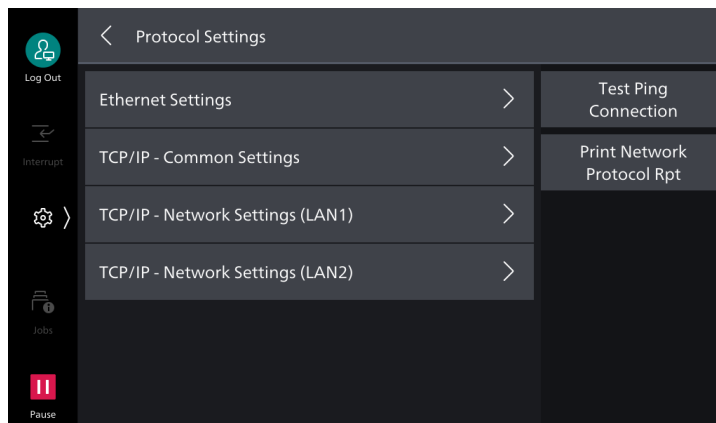 Protocol Settings
Log Out
Ethernet Settings
Test Ping
Connection
Interrupt
TCP/IP - Common Settings
Print Network
Protocol Rpt
TCP/IP - Network Settings (LAN1)
TCP/IP - Network Settings (LAN2)
Jobs
Pause